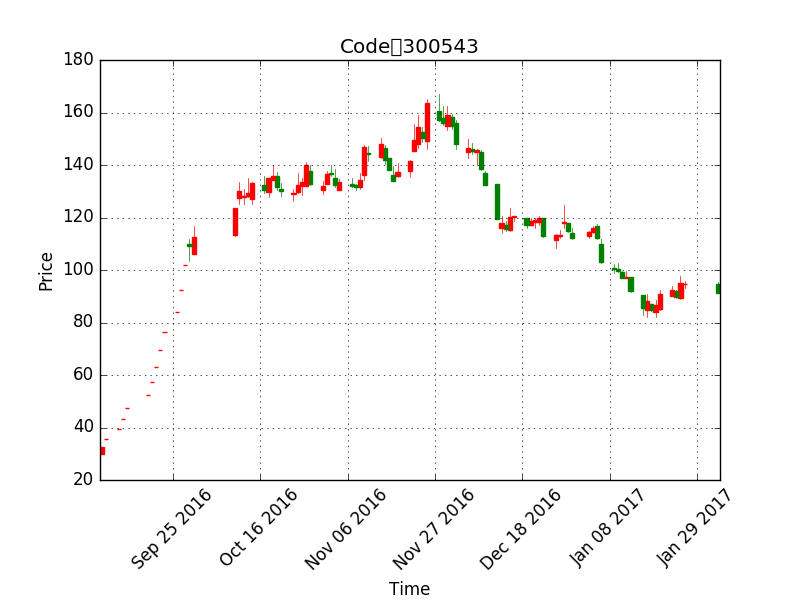 Code▯300543
180
160
140
120
100
80
60
40
20
Price
Sep 25 2016
Oct 16 2016
Nov 06 2016
Nov 27 2016
Dec 18 2016
Jan 08 2017
Jan 29 2017
Time